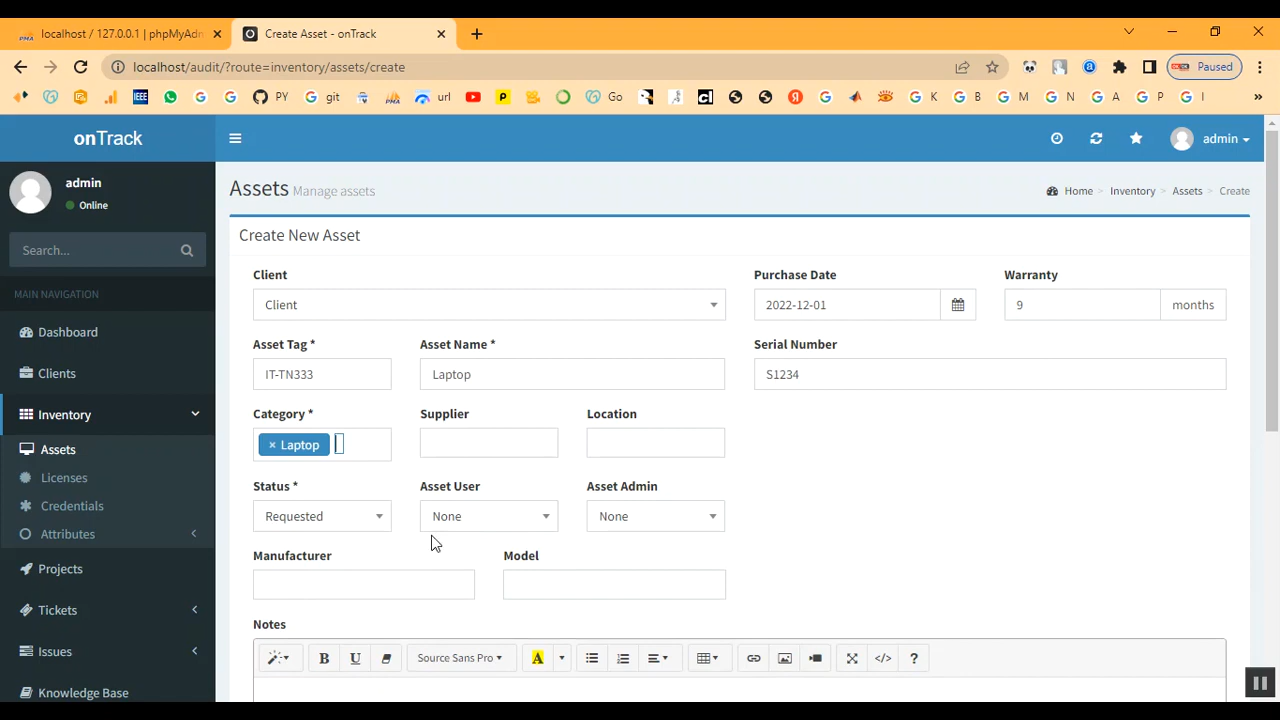 localhost / 127.0.0.1 | phpMyAdn
Create Asset - onTrack
localhost/audit/?route=inventory/assets/create
Paused
IEEE
PY
git
url
Go
K
B
M
N
A
P
I
»
onTrack
admin
admin
Online
Search...
MAIN NAVIGATION
Dashboard
Clients
Inventory
Assets
Licenses
Credentials
Attributes
Projects
Tickets
Issues
Knowledge Base
Assets Manage assets
Home > Inventory > Assets > Create
Create New Asset
Client
Purchase Date
Warranty
Client
2022-12-01
9
months
Asset Tag *
Asset Name *
Serial Number
IT-TN333
Laptop
S1234
Category *
Supplier
Location
× Laptop
Status *
Asset User
Asset Admin
Requested
None
None
Manufacturer
Model
Notes
B U Source Sans Pro A </> ?